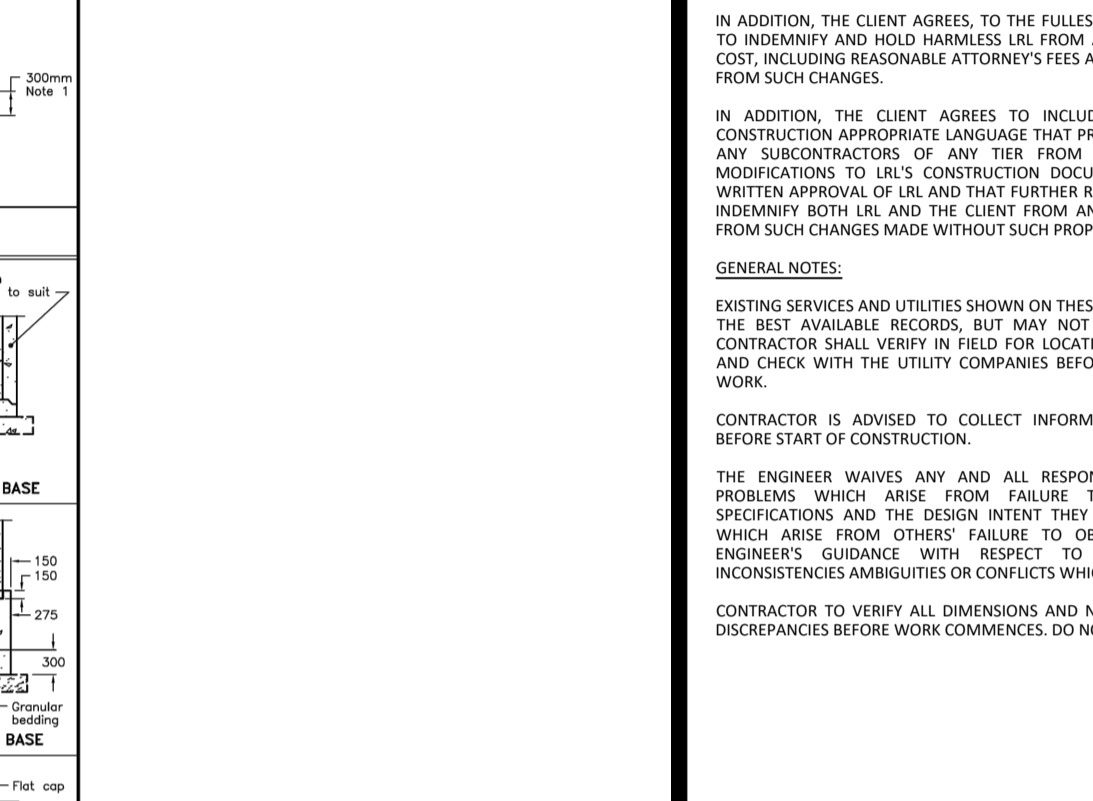 300mm
Note 1
to suit
BASE
150
150
275
300
Granular
bedding
BASE
Flat cap
IN ADDITION, THE CLIENT AGREES, TO THE FULLES
TO INDEMNIFY AND HOLD HARMLESS LRL FROM
COST, INCLUDING REASONABLE ATTORNEY'S FEES A
FROM SUCH CHANGES.
IN ADDITION, THE CLIENT AGREES TO INCLUD
CONSTRUCTION APPROPRIATE LANGUAGE THAT PR
ANY SUBCONTRACTORS OF ANY TIER FROM
MODIFICATIONS TO LRL'S CONSTRUCTION DOCU
WRITTEN APPROVAL OF LRL AND THAT FURTHER R
INDEMNIFY BOTH LRL AND THE CLIENT FROM AN
FROM SUCH CHANGES MADE WITHOUT SUCH PROP
GENERAL NOTES:
EXISTING SERVICES AND UTILITIES SHOWN ON THES
THE BEST AVAILABLE RECORDS, BUT MAY NOT
CONTRACTOR SHALL VERIFY IN FIELD FOR LOCATI
AND CHECK WITH THE UTILITY COMPANIES BEFO
WORK.
CONTRACTOR IS ADVISED TO COLLECT INFORM
BEFORE START OF CONSTRUCTION.
THE ENGINEER WAIVES ANY AND ALL RESPON
PROBLEMS WHICH ARISE FROM FAILURE T
SPECIFICATIONS AND THE DESIGN INTENT THEY
WHICH ARISE FROM OTHERS' FAILURE TO OB
ENGINEER'S GUIDANCE WITH RESPECT TO
INCONSISTENCIES AMBIGUITIES OR CONFLICTS WHI
CONTRACTOR TO VERIFY ALL DIMENSIONS AND N
DISCREPANCIES BEFORE WORK COMMENCES. DO NO